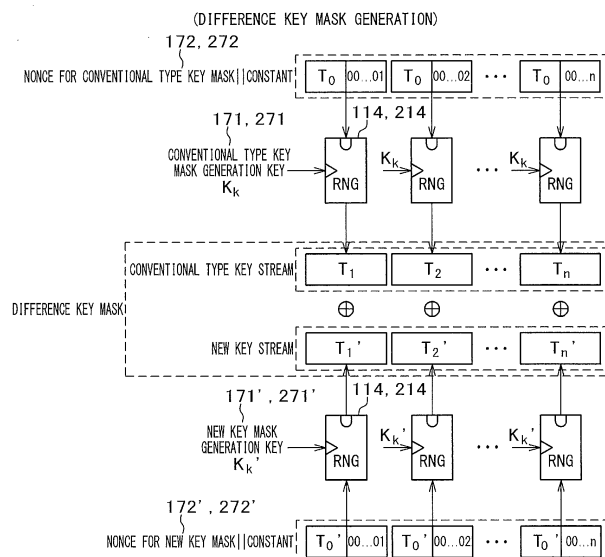 (DIFFERENCE KEY MASK GENERATION)
172, 272
NONCE FOR CONVENTIONAL TYPE KEY MASK||CONSTANT
T0 00...01 T0 00...02 ... T0 00...n
171, 271
114, 214
CONVENTIONAL TYPE KEY
MASK GENERATION KEY
Kk
Kk ... Kk
RNG RNG RNG
CONVENTIONAL TYPE KEY STREAM T1 T2 ... Tn
DIFFERENCE KEY MASK
⊕ ⊕ ⊕
NEW KEY STREAM T1' T2' ... Tn'
171', 271'
114, 214
NEW KEY MASK
GENERATION KEY
Kk'
Kk' ... Kk'
RNG RNG RNG
172', 272'
NONCE FOR NEW KEY MASK||CONSTANT
T0' 00...01 T0' 00...02 ... T0' 00...n